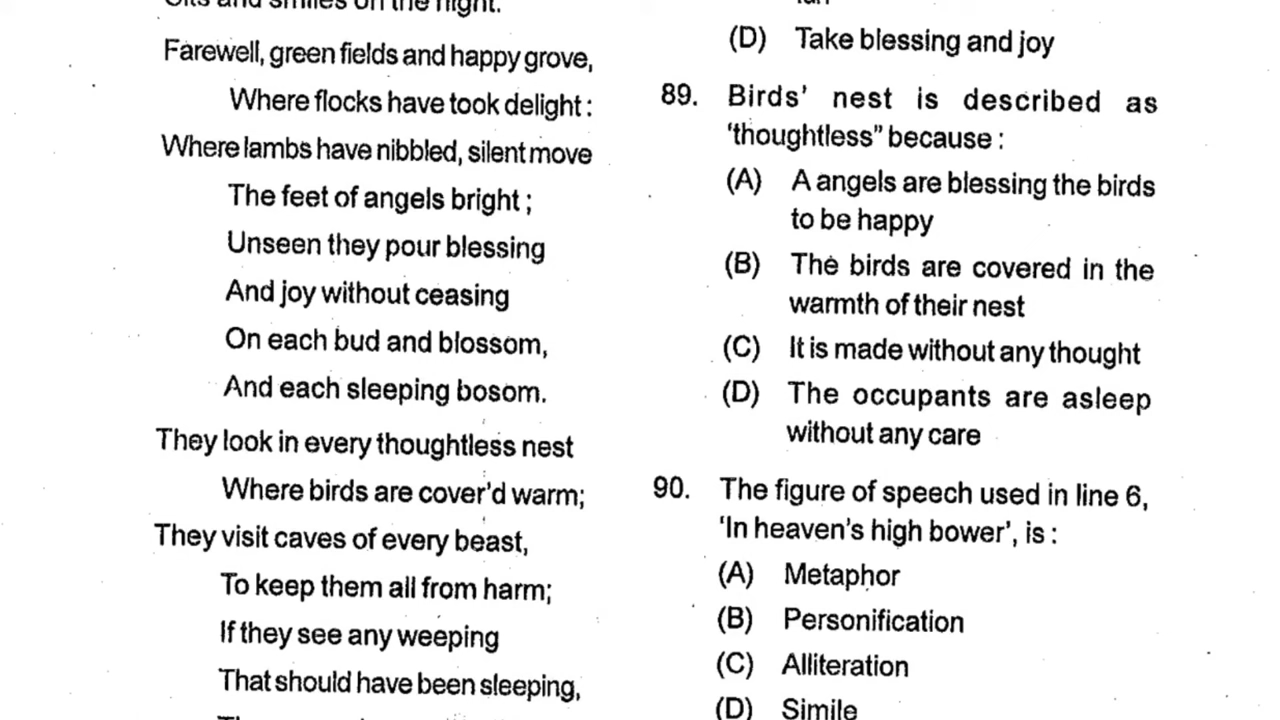 Sits and smiles on the night.
Farewell, green fields and happy grove,
Where flocks have took delight :
Where lambs have nibbled, silent move
The feet of angels bright ;
Unseen they pour blessing
And joy without ceasing
On each bud and blossom,
And each sleeping bosom.
They look in every thoughtless nest
Where birds are cover'd warm;
They visit caves of every beast,
To keep them all from harm;
If they see any weeping
That should have been sleeping,
(D) Take blessing and joy
89. Birds' nest is described as
'thoughtless" because :
(A) A angels are blessing the birds
to be happy
(B) The birds are covered in the
warmth of their nest
(C) It is made without any thought
(D) The occupants are asleep
without any care
90. The figure of speech used in line 6,
'In heaven's high bower', is :
(A) Metaphor
(B) Personification
(C) Alliteration
(D) Simile